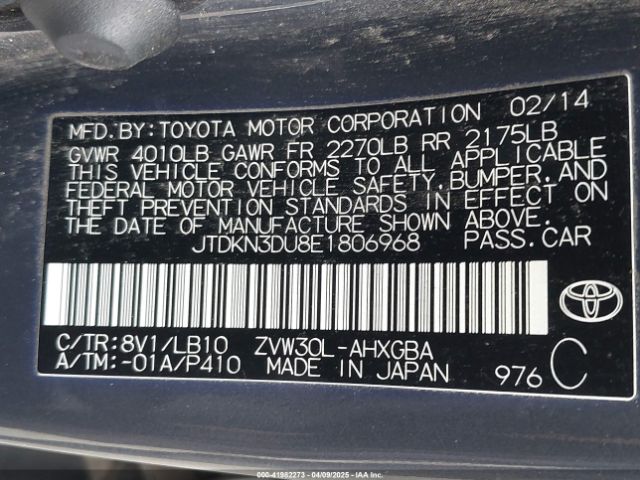 MFD. BY: TOYOTA MOTOR CORPORATION 02/14
GVWR 4010LB GAWR FR 2270LB RR 2175LB
THIS VEHICLE CONFORMS TO ALL APPLICABLE
FEDERAL MOTOR VEHICLE SAFETY, BUMPER, AND
THEFT PREVENTION STANDARDS IN EFFECT ON
THE DATE OF MANUFACTURE SHOWN ABOVE.
JTDKN3DU8E1806968 PASS. CAR
C/TR: 8V1/LB10 ZVW30L-AHXGBA
A/TM: -01A/P410 MADE IN JAPAN 976 C
000-41982273 - 04/09/2025 - IAA, Inc.